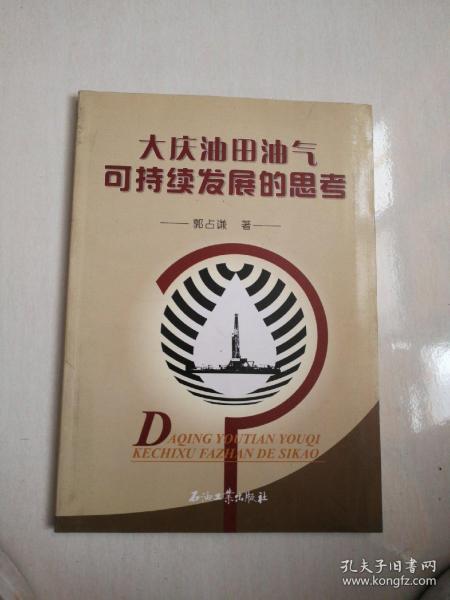 大庆油田油气
可持续发展的思考
郭占谦 著
DAQING YOUTIAN YOUQI
KECHIXU FAZHAN DE SIKAO
石油工业出版社
孔夫子旧书网
www.kongfz.com